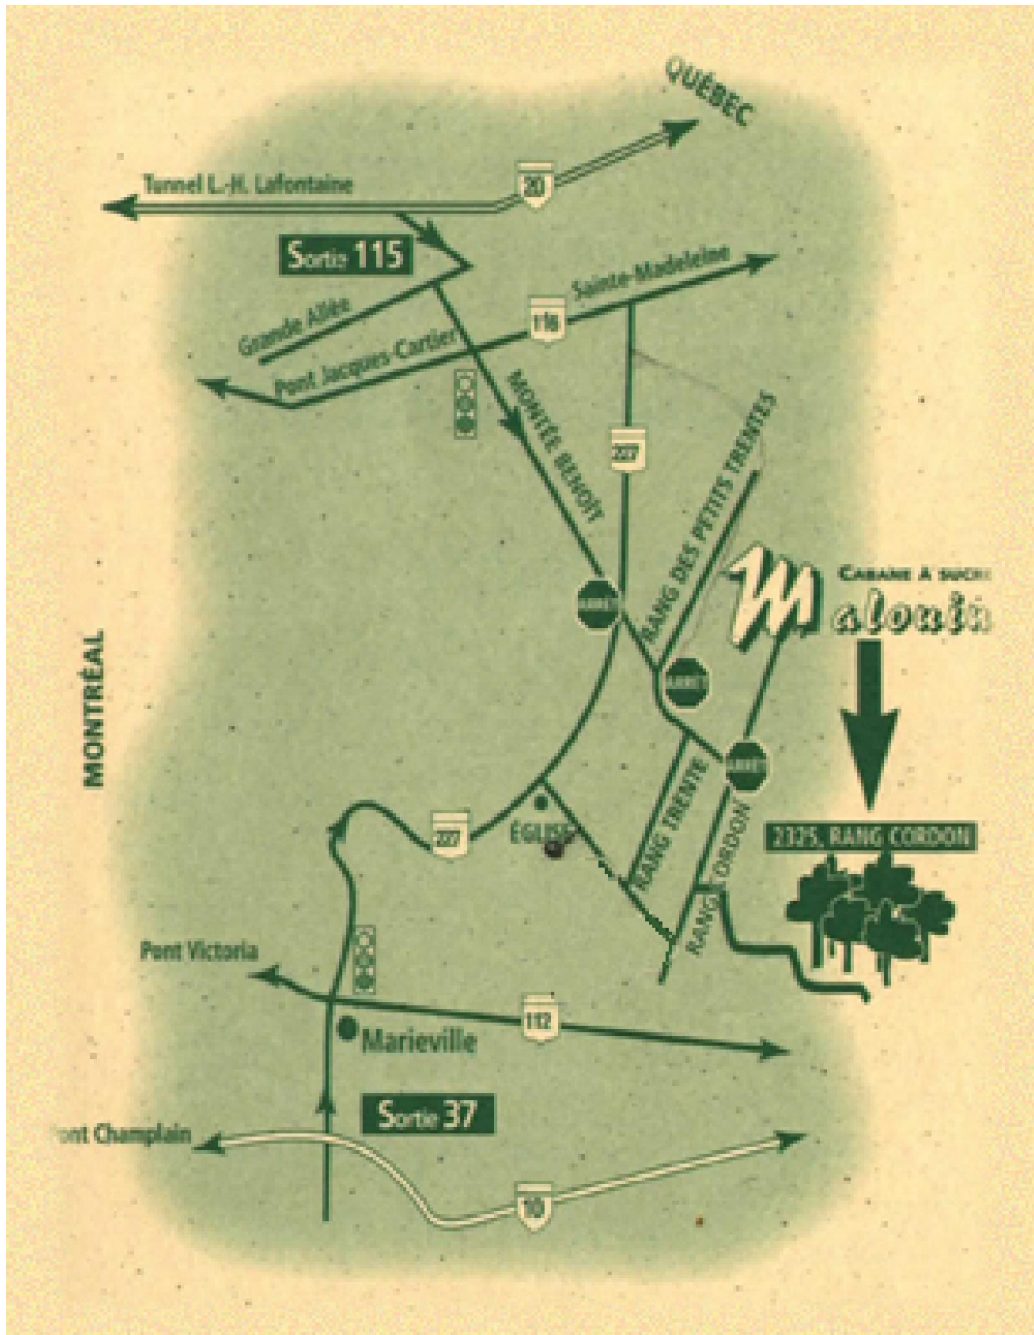 QUÉBEC
Tunnel L.-H. Lafontaine
20
Sortie 115
Sainte-Madeleine
Grande Allée
116
Pont Jacques-Cartier
MONTÉE BENOÎT
227
RANG DES PETITS TRENTES
CABANE À SUCRE
Malouin
ARRÊT
ARRÊT
ARRÊT
MONTRÉAL
RANG TRENTE
227
ÉGLISE
RANG CORDON
2325, RANG CORDON
Pont Victoria
112
Marieville
Sortie 37
Pont Champlain
10